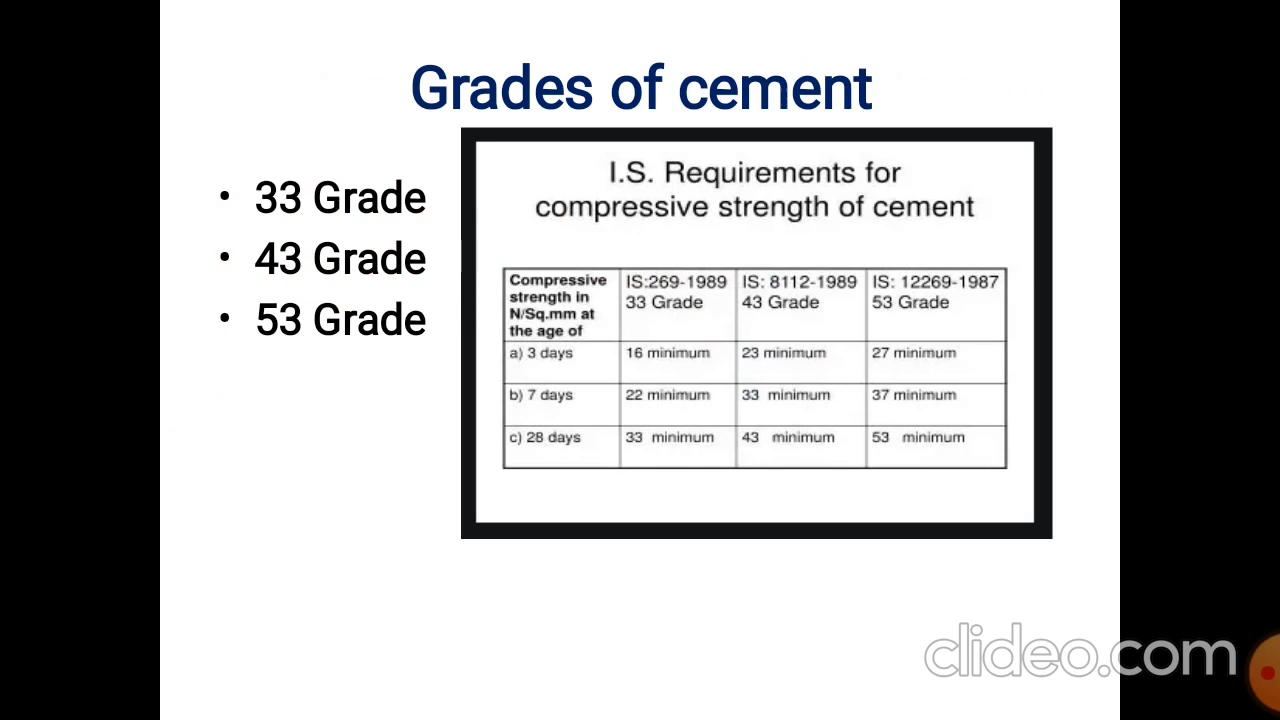 Grades of cement
• 33 Grade
• 43 Grade
• 53 Grade
I.S. Requirements for
compressive strength of cement
Compressive strength in N/Sq.mm at the age of | IS:269-1989 33 Grade | IS: 8112-1989 43 Grade | IS: 12269-1987 53 Grade
a) 3 days | 16 minimum | 23 minimum | 27 minimum
b) 7 days | 22 minimum | 33 minimum | 37 minimum
c) 28 days | 33 minimum | 43 minimum | 53 minimum
clideo.com